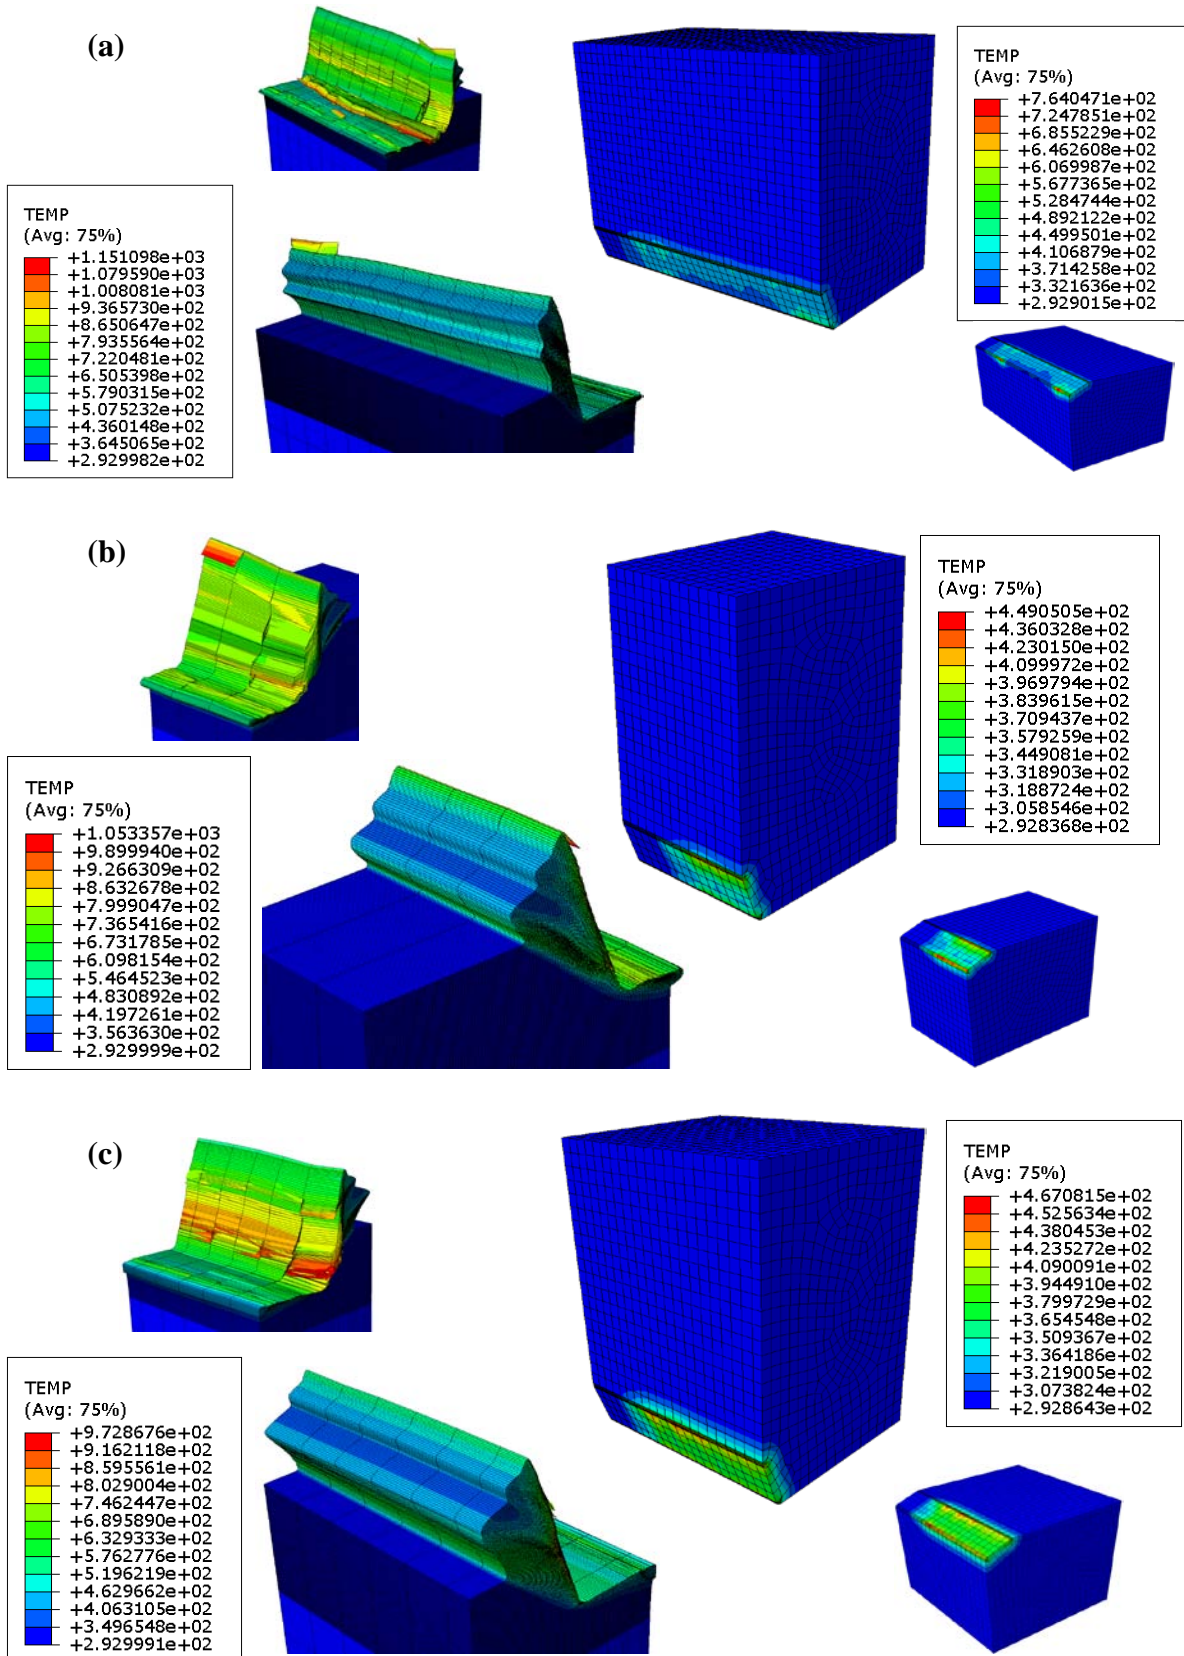 (a)
TEMP
(Avg: 75%)
+7.640471e+02
+7.247851e+02
+6.855229e+02
+6.462608e+02
+6.069987e+02
+5.677365e+02
+5.284744e+02
+4.892122e+02
+4.499501e+02
+4.106879e+02
+3.714258e+02
+3.321636e+02
+2.929015e+02
TEMP
(Avg: 75%)
+1.151098e+03
+1.079590e+03
+1.008081e+03
+9.365730e+02
+8.650647e+02
+7.935564e+02
+7.220481e+02
+6.505398e+02
+5.790315e+02
+5.075232e+02
+4.360148e+02
+3.645065e+02
+2.929982e+02
(b)
TEMP
(Avg: 75%)
+4.490505e+02
+4.360328e+02
+4.230150e+02
+4.099972e+02
+3.969794e+02
+3.839615e+02
+3.709437e+02
+3.579259e+02
+3.449081e+02
+3.318903e+02
+3.188724e+02
+3.058546e+02
+2.928368e+02
TEMP
(Avg: 75%)
+1.053357e+03
+9.899940e+02
+9.266309e+02
+8.632678e+02
+7.999047e+02
+7.365416e+02
+6.731785e+02
+6.098154e+02
+5.464523e+02
+4.830892e+02
+4.197261e+02
+3.563630e+02
+2.929999e+02
(c)
TEMP
(Avg: 75%)
+4.670815e+02
+4.525634e+02
+4.380453e+02
+4.235272e+02
+4.090091e+02
+3.944910e+02
+3.799729e+02
+3.654548e+02
+3.509367e+02
+3.364186e+02
+3.219005e+02
+3.073824e+02
+2.928643e+02
TEMP
(Avg: 75%)
+9.728676e+02
+9.162118e+02
+8.595561e+02
+8.029004e+02
+7.462447e+02
+6.895890e+02
+6.329333e+02
+5.762776e+02
+5.196219e+02
+4.629662e+02
+4.063105e+02
+3.496548e+02
+2.929991e+02